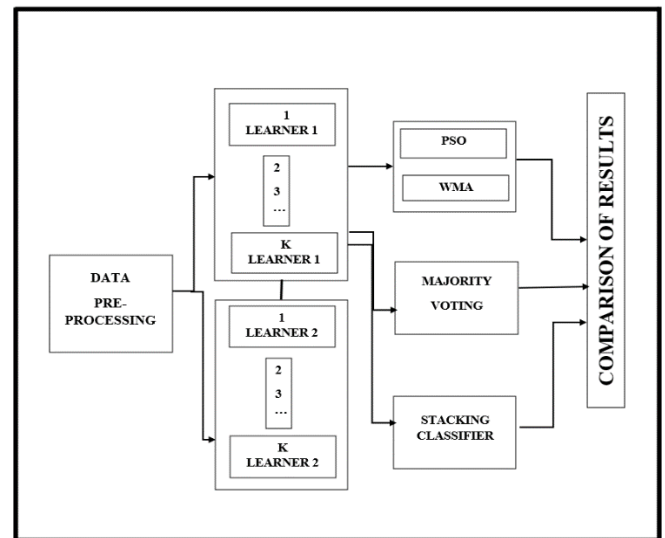 DATA
PRE-
PROCESSING
1
LEARNER 1
2
3
...
K
LEARNER 1
1
LEARNER 2
2
3
...
K
LEARNER 2
PSO
WMA
MAJORITY
VOTING
STACKING
CLASSIFIER
COMPARISON OF RESULTS